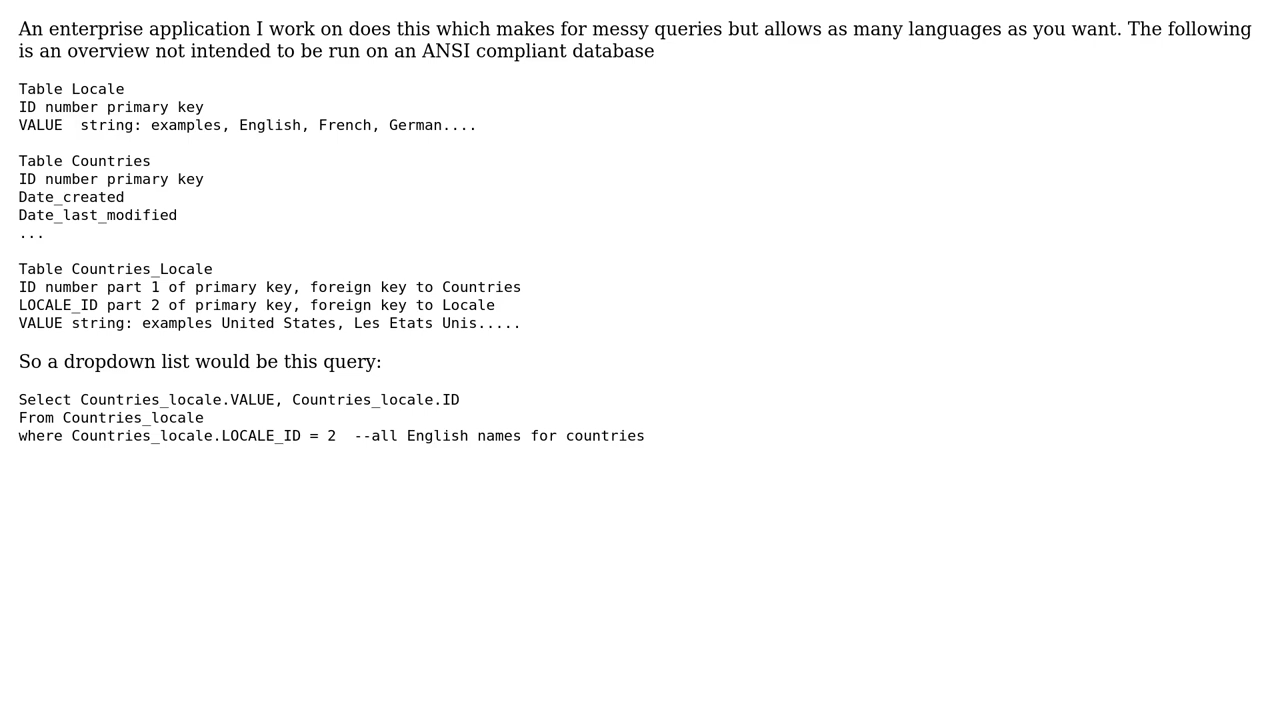 An enterprise application I work on does this which makes for messy queries but allows as many languages as you want. The following
is an overview not intended to be run on an ANSI compliant database
Table Locale
ID number primary key
VALUE  string: examples, English, French, German....
Table Countries
ID number primary key
Date_created
Date_last_modified
...
Table Countries_Locale
ID number part 1 of primary key, foreign key to Countries
LOCALE_ID part 2 of primary key, foreign key to Locale
VALUE string: examples United States, Les Etats Unis.....
So a dropdown list would be this query:
Select Countries_locale.VALUE, Countries_locale.ID
From Countries_locale
where Countries_locale.LOCALE_ID = 2  --all English names for countries